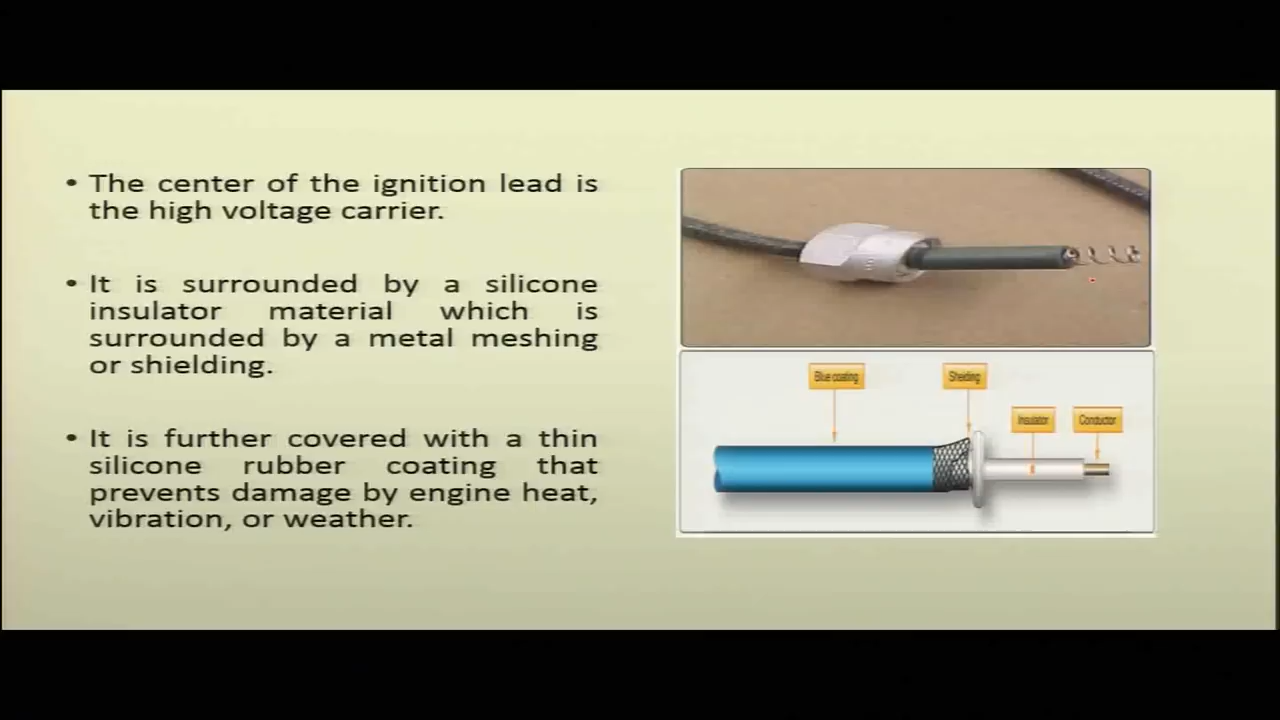 • The center of the ignition lead is
the high voltage carrier.
• It is surrounded by a silicone
insulator material which is
surrounded by a metal meshing
or shielding.
• It is further covered with a thin
silicone rubber coating that
prevents damage by engine heat,
vibration, or weather.
Blue coating
Sheiding
Insulator
Conductor